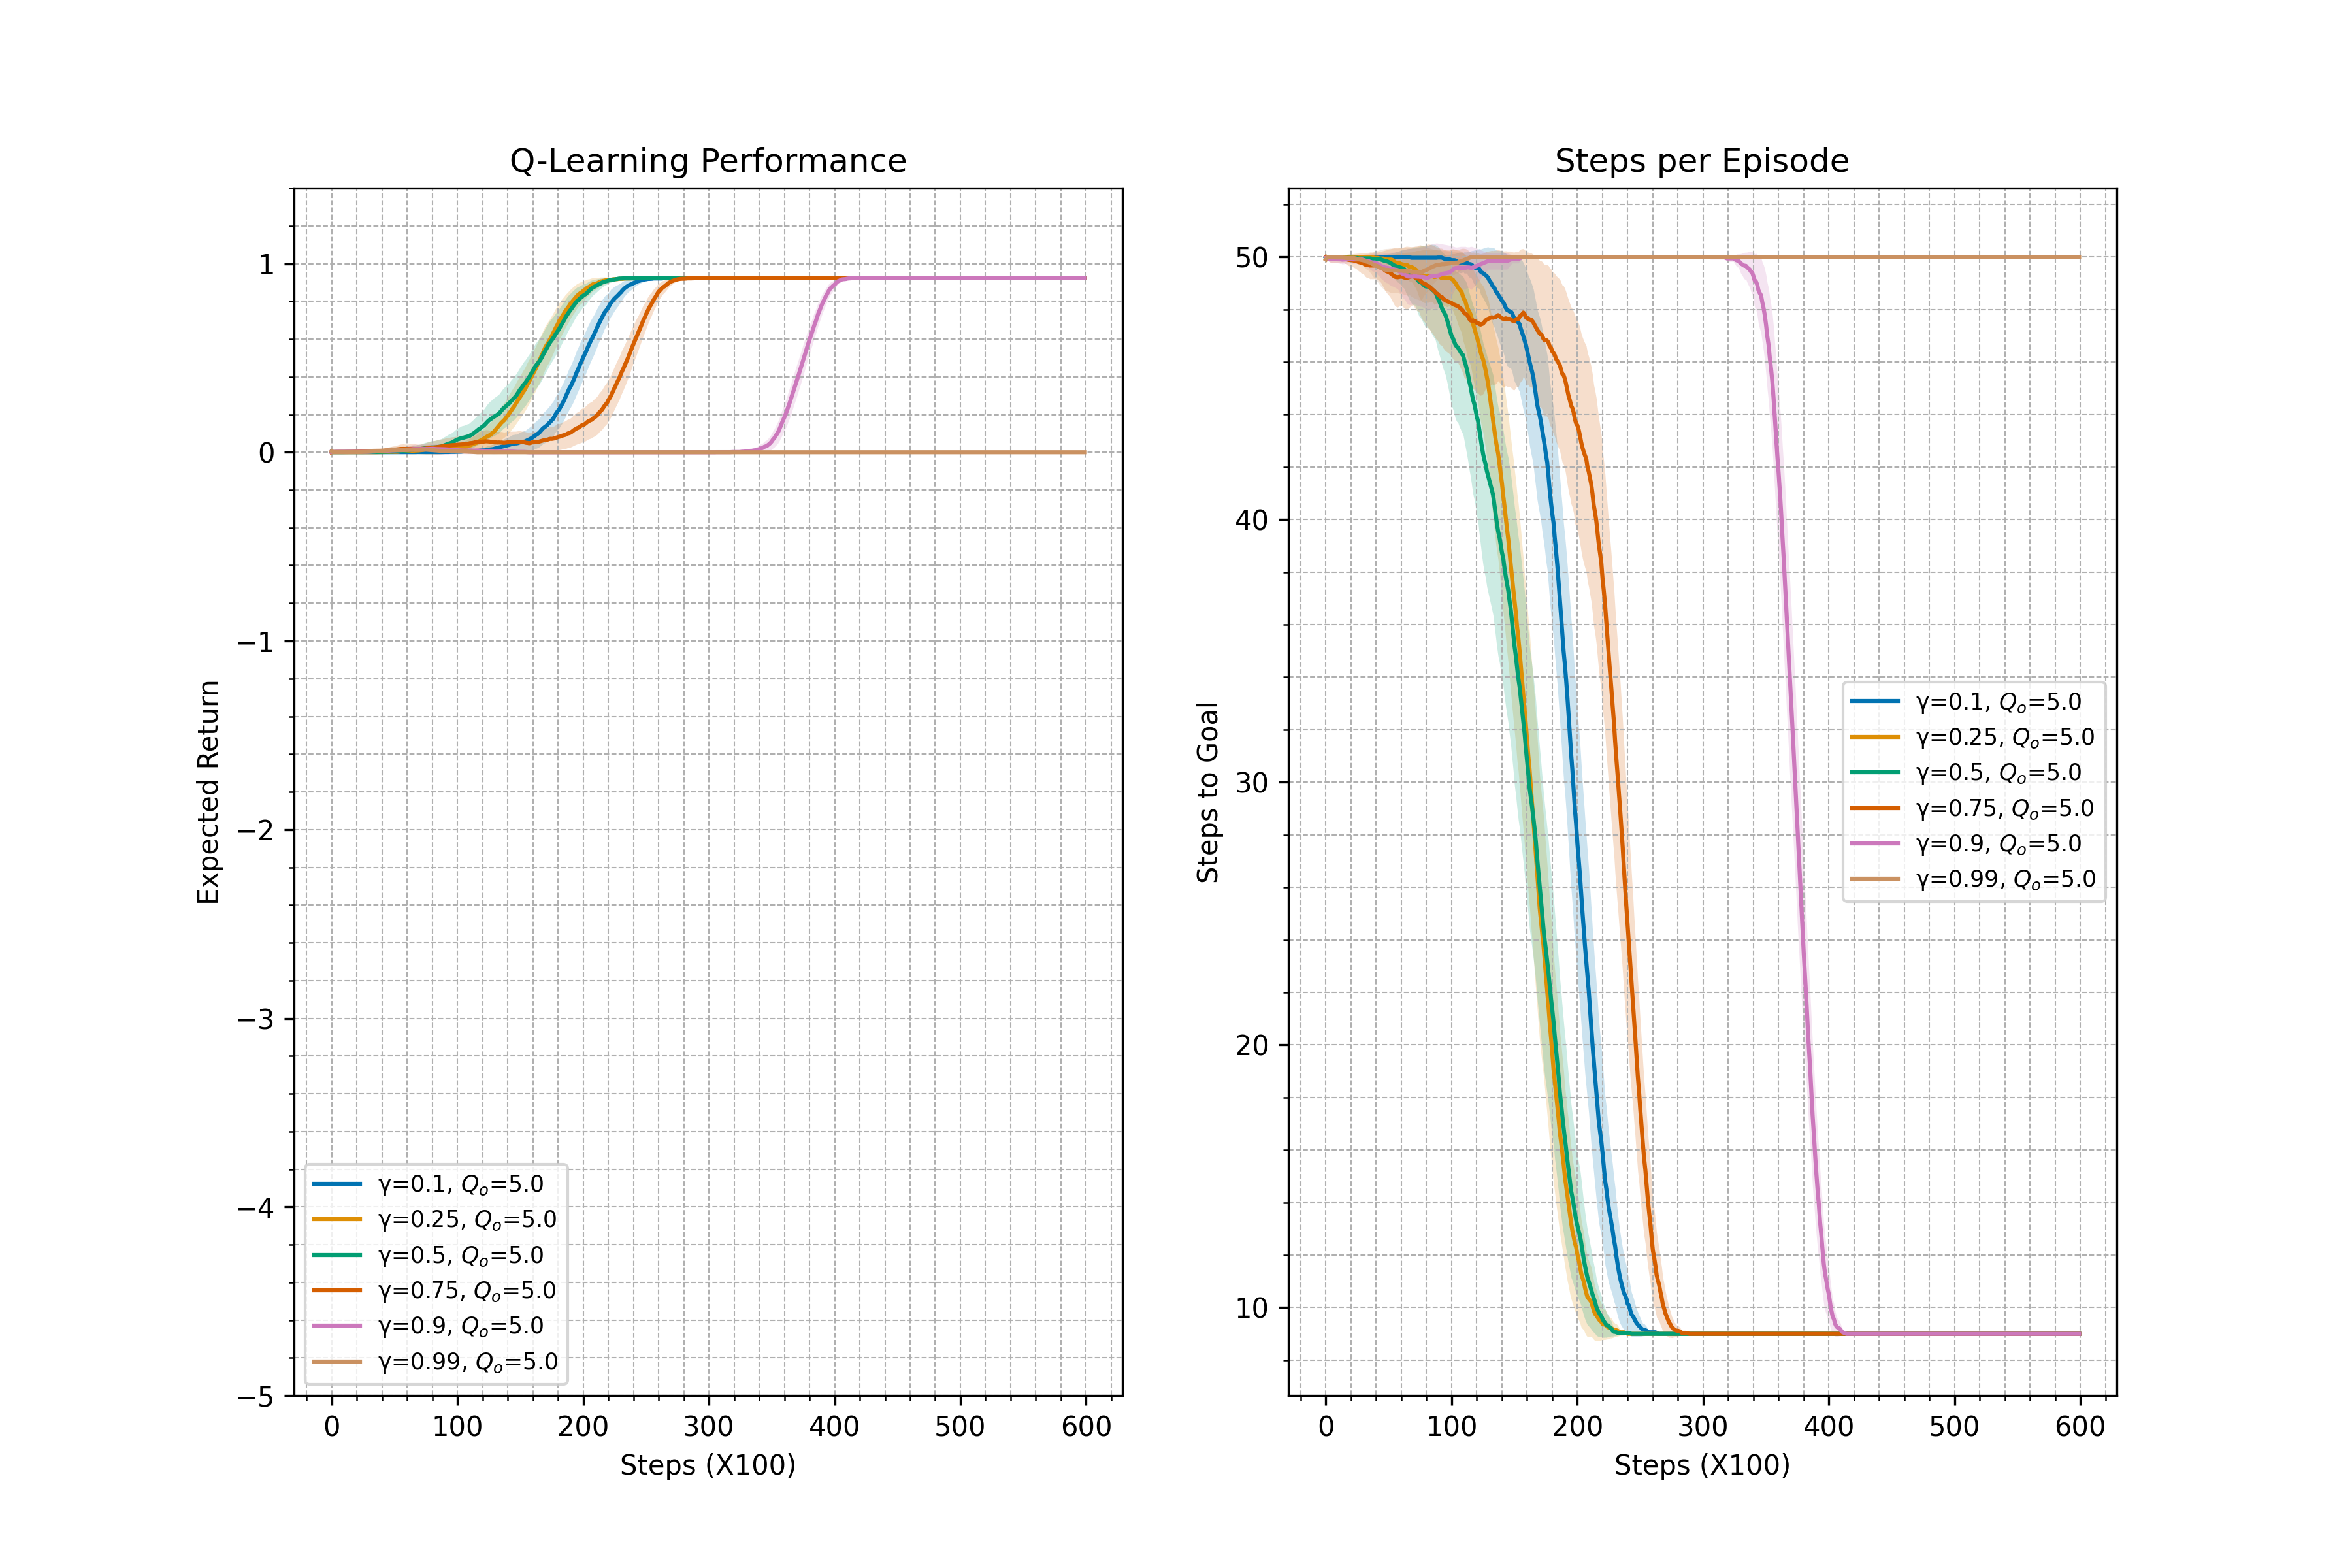 Q-Learning Performance
Expected Return
1
0
−1
−2
−3
−4
−5
γ=0.1, Qₒ=5.0
γ=0.25, Qₒ=5.0
γ=0.5, Qₒ=5.0
γ=0.75, Qₒ=5.0
γ=0.9, Qₒ=5.0
γ=0.99, Qₒ=5.0
0 100 200 300 400 500 600
Steps (X100)
Steps per Episode
Steps to Goal
50
40
30
20
10
γ=0.1, Qₒ=5.0
γ=0.25, Qₒ=5.0
γ=0.5, Qₒ=5.0
γ=0.75, Qₒ=5.0
γ=0.9, Qₒ=5.0
γ=0.99, Qₒ=5.0
0 100 200 300 400 500 600
Steps (X100)